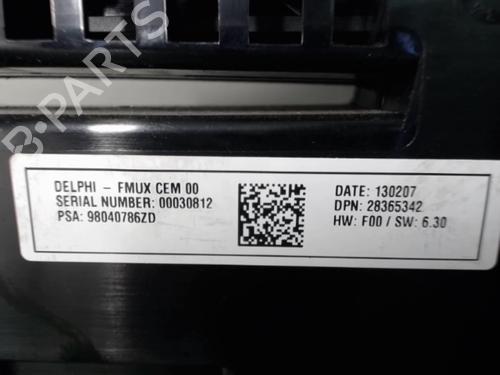 B-PARTS
DELPHI - FMUX CEM 00
SERIAL NUMBER: 00030812
PSA: 98040786ZD
DATE: 130207
DPN: 28365342
HW: F00 / SW: 6.30